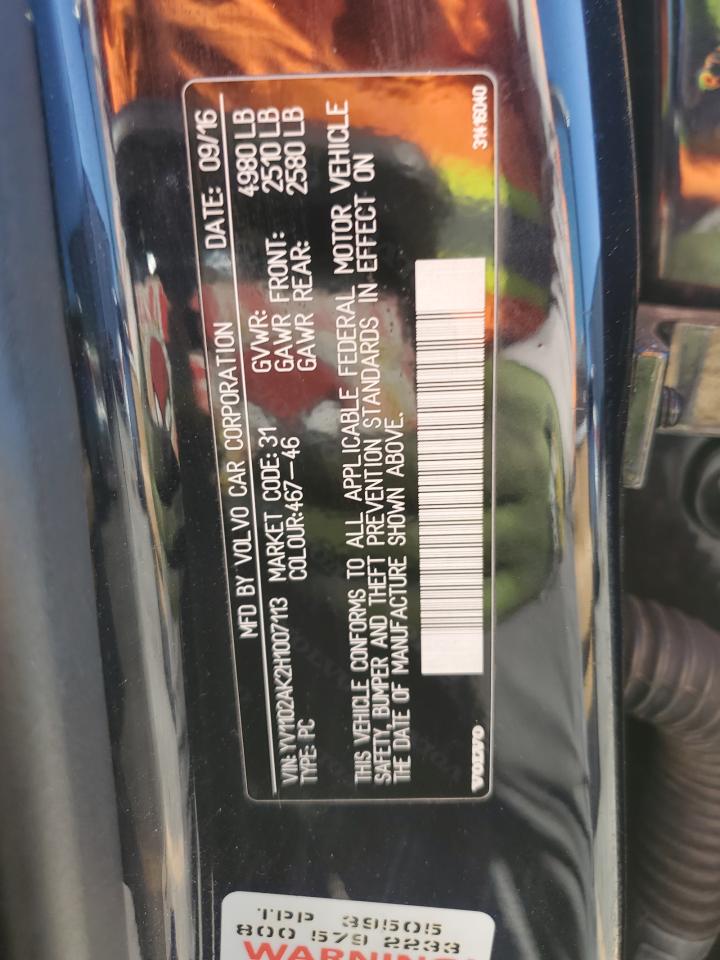 MFD BY VOLVO CAR CORPORATION DATE: 09/16
VIN: YV1102AK2H1007113 MARKET CODE: 31 GVWR: 4980 LB
TYPE: PC COLOUR:467-46 GAWR FRONT: 2510 LB
GAWR REAR: 2580 LB
THIS VEHICLE CONFORMS TO ALL APPLICABLE FEDERAL MOTOR VEHICLE
SAFETY, BUMPER AND THEFT PREVENTION STANDARDS IN EFFECT ON
THE DATE OF MANUFACTURE SHOWN ABOVE.
VOLVO 31416040
39505
800 579 2233
WARNING!